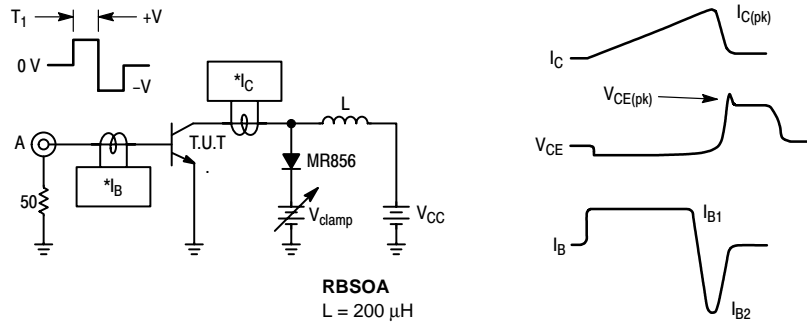 T1
+V
0 V
−V
*IC
L
A
T.U.T
MR856
*IB
50
Vclamp
VCC
RBSOA
L = 200 μH
IC(pk)
IC
VCE(pk)
VCE
IB1
IB
IB2